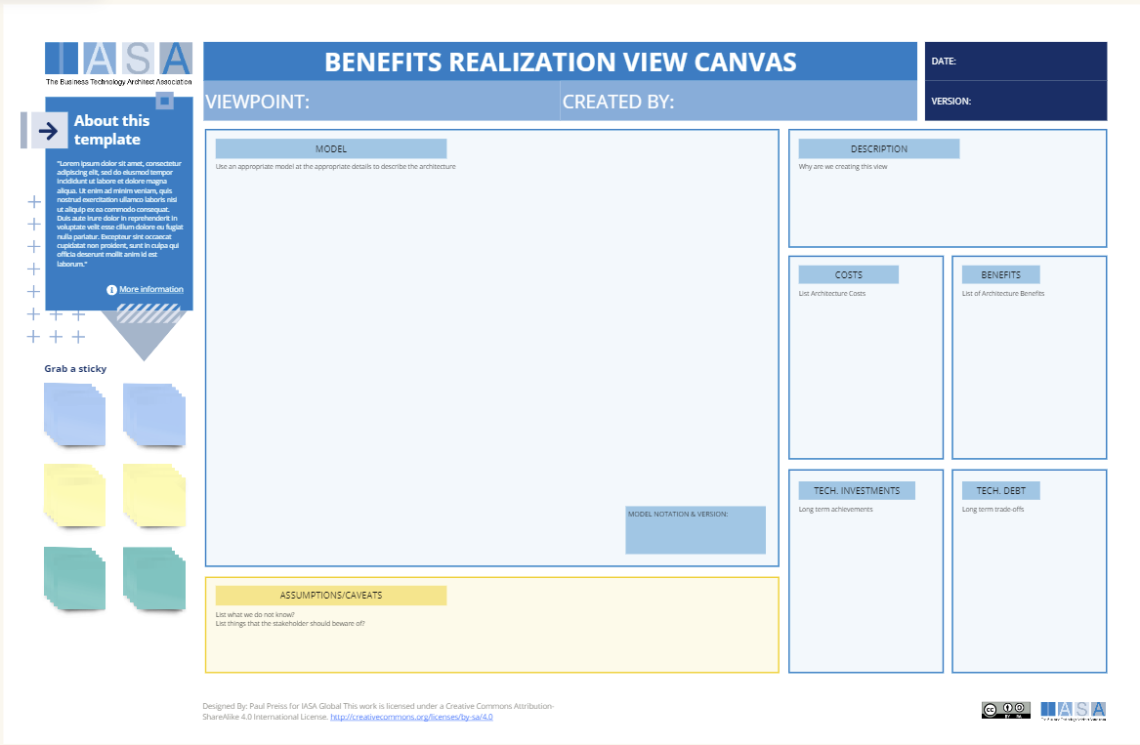 IASA
The Business Technology Architect Association
BENEFITS REALIZATION VIEW CANVAS
VIEWPOINT:
CREATED BY:
DATE:
VERSION:
About this
template
"Lorem ipsum dolor sit amet, consectetur
adipiscing elit, sed do eiusmod tempor
incididunt ut labore et dolore magna
aliqua. Ut enim ad minim veniam, quis
nostrud exercitation ullamco laboris nisi
ut aliquip ex ea commodo consequat.
Duis aute irure dolor in reprehenderit in
voluptate velit esse cillum dolore eu fugiat
nulla pariatur. Excepteur sint occaecat
cupidatat non proident, sunt in culpa qui
officia deserunt mollit anim id est
laborum."
More information
Grab a sticky
MODEL
Use an appropriate model at the appropriate details to describe the architecture
MODEL NOTATION & VERSION:
ASSUMPTIONS/CAVEATS
List what we do not know?
List things that the stakeholder should beware of?
DESCRIPTION
Why are we creating this view
COSTS
List Architecture Costs
BENEFITS
List of Architecture Benefits
TECH. INVESTMENTS
Long term achievements
TECH. DEBT
Long term trade-offs
Designed By: Paul Preiss for IASA Global This work is licensed under a Creative Commons Attribution-
ShareAlike 4.0 International License. http://creativecommons.org/licenses/by-sa/4.0
cc
BY SA
IASA